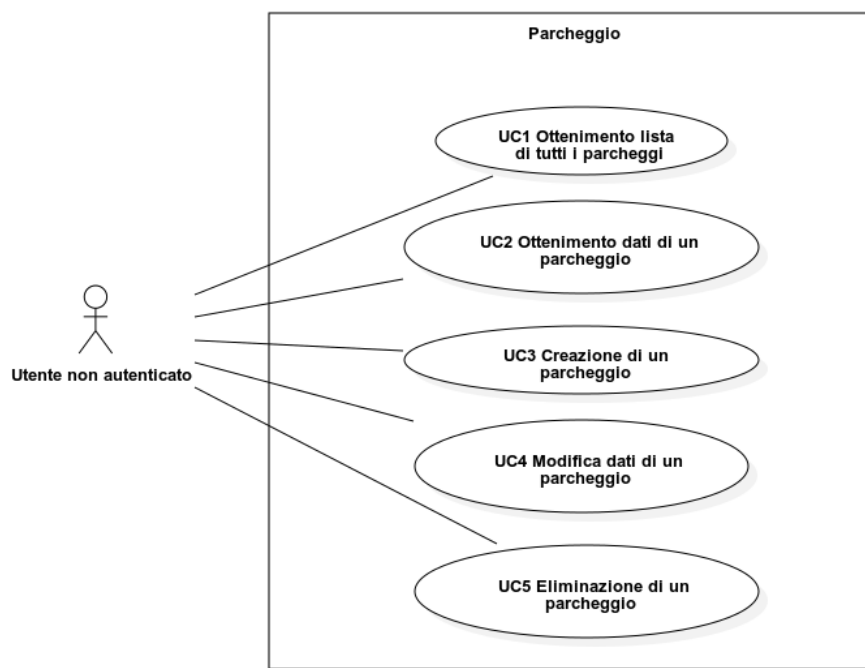 Parcheggio
UC1 Ottenimento lista
di tutti i parcheggi
UC2 Ottenimento dati di un
parcheggio
UC3 Creazione di un
parcheggio
Utente non autenticato
UC4 Modifica dati di un
parcheggio
UC5 Eliminazione di un
parcheggio